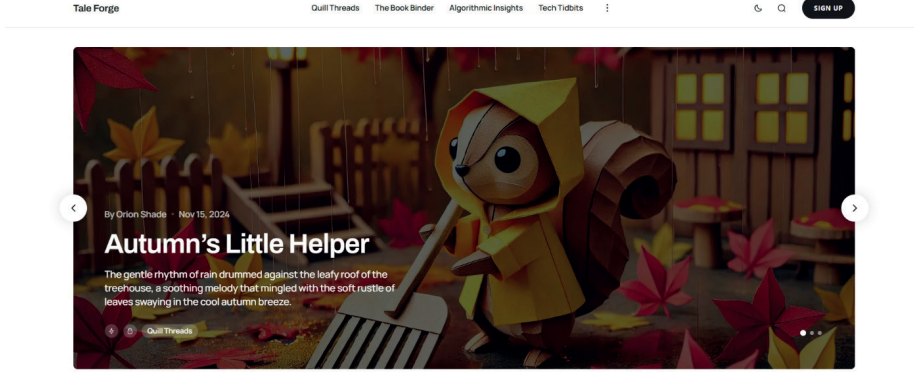 Tale Forge
Quill Threads
The Book Binder
Algorithmic Insights
Tech Tidbits
SIGN UP
By Orion Shade · Nov 15, 2024
Autumn's Little Helper
The gentle rhythm of rain drummed against the leafy roof of the
treehouse, a soothing melody that mingled with the soft rustle of
leaves swaying in the cool autumn breeze.
Quill Threads